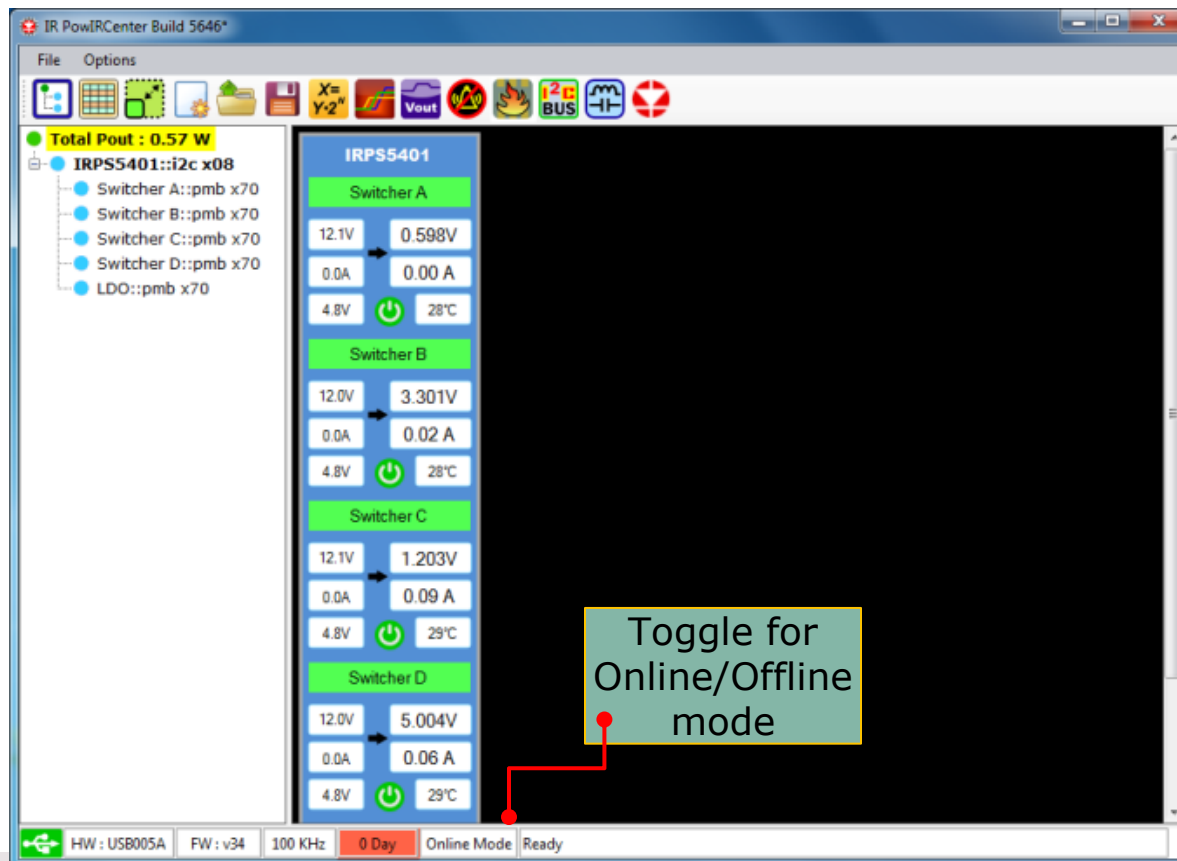 IR PowIRCenter Build 5646*
File Options
X=
Y·2ᴺ
Vout
I²C
BUS
Total Pout : 0.57 W
IRPS5401::i2c x08
Switcher A::pmb x70
Switcher B::pmb x70
Switcher C::pmb x70
Switcher D::pmb x70
LDO::pmb x70
IRPS5401
Switcher A
12.1V 0.598V
0.0A 0.00 A
4.8V 28°C
Switcher B
12.0V 3.301V
0.0A 0.02 A
4.8V 28°C
Switcher C
12.1V 1.203V
0.0A 0.09 A
4.8V 29°C
Switcher D
12.0V 5.004V
0.0A 0.06 A
4.8V 29°C
Toggle for
Online/Offline
mode
HW : USB005A FW : v34 100 KHz 0 Day Online Mode Ready